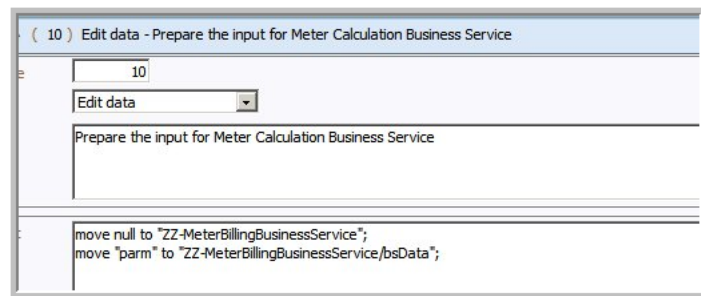 ( 10 ) Edit data - Prepare the input for Meter Calculation Business Service
10
Edit data
Prepare the input for Meter Calculation Business Service
move null to "ZZ-MeterBillingBusinessService";
move "parm" to "ZZ-MeterBillingBusinessService/bsData";